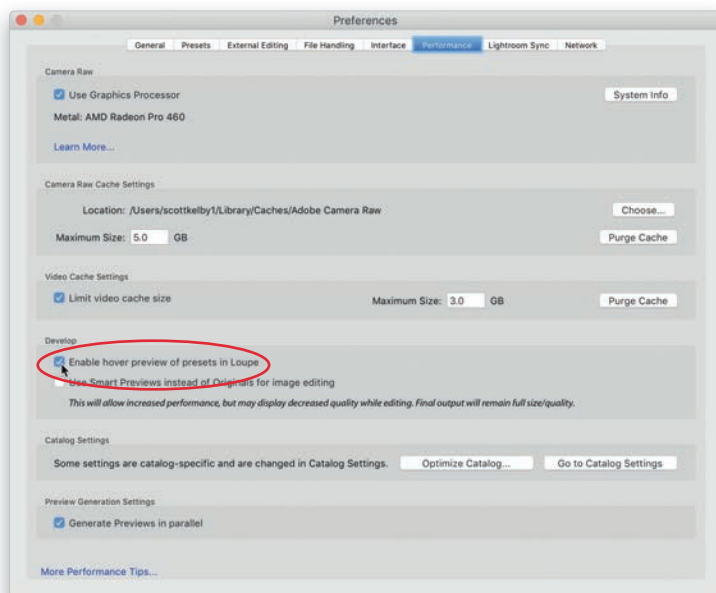 Preferences
General Presets External Editing File Handling Interface Performance Lightroom Sync Network
Camera Raw
Use Graphics Processor System Info
Metal: AMD Radeon Pro 460
Learn More...
Camera Raw Cache Settings
Location: /Users/scottkelby1/Library/Caches/Adobe Camera Raw Choose...
Maximum Size: 5.0 GB Purge Cache
Video Cache Settings
Limit video cache size Maximum Size: 3.0 GB Purge Cache
Develop
Enable hover preview of presets in Loupe
Use Smart Previews instead of Originals for image editing
This will allow increased performance, but may display decreased quality while editing. Final output will remain full size/quality.
Catalog Settings
Some settings are catalog-specific and are changed in Catalog Settings. Optimize Catalog... Go to Catalog Settings
Preview Generation Settings
Generate Previews in parallel
More Performance Tips...